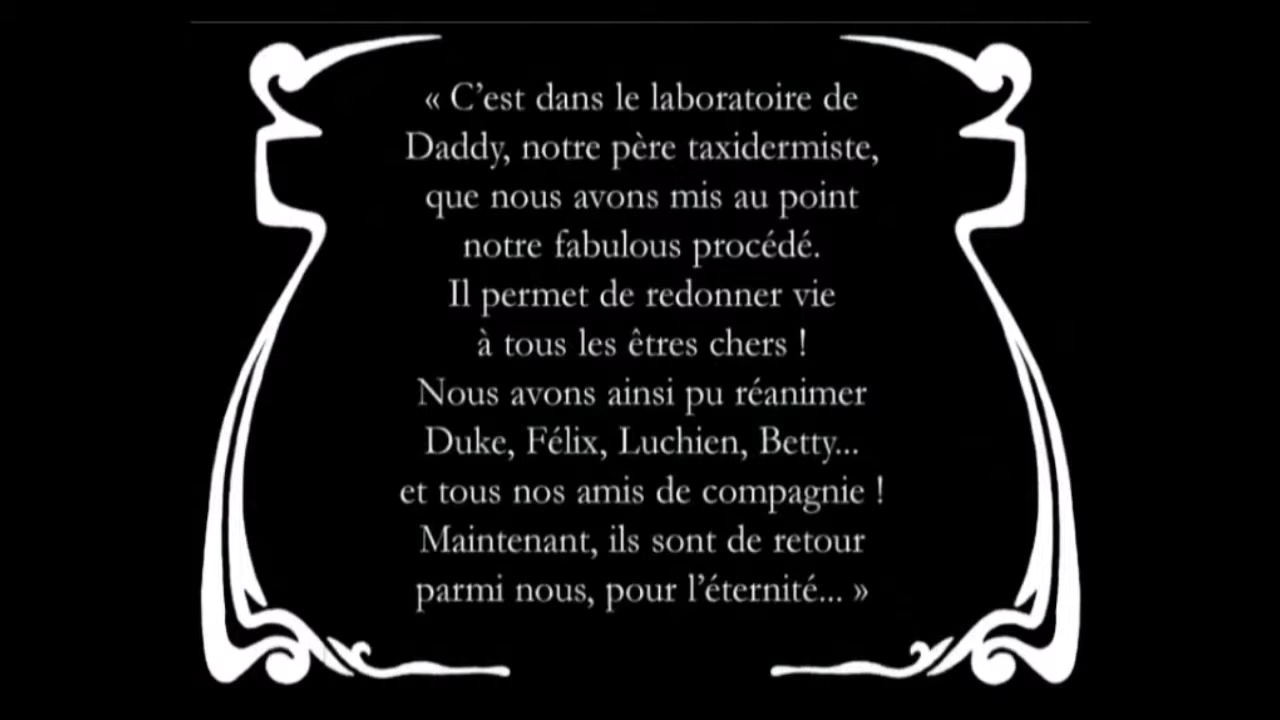 « C’est dans le laboratoire de
Daddy, notre père taxidermiste,
que nous avons mis au point
notre fabulous procédé.
Il permet de redonner vie
à tous les êtres chers !
Nous avons ainsi pu réanimer
Duke, Félix, Luchien, Betty...
et tous nos amis de compagnie !
Maintenant, ils sont de retour
parmi nous, pour l’éternité... »